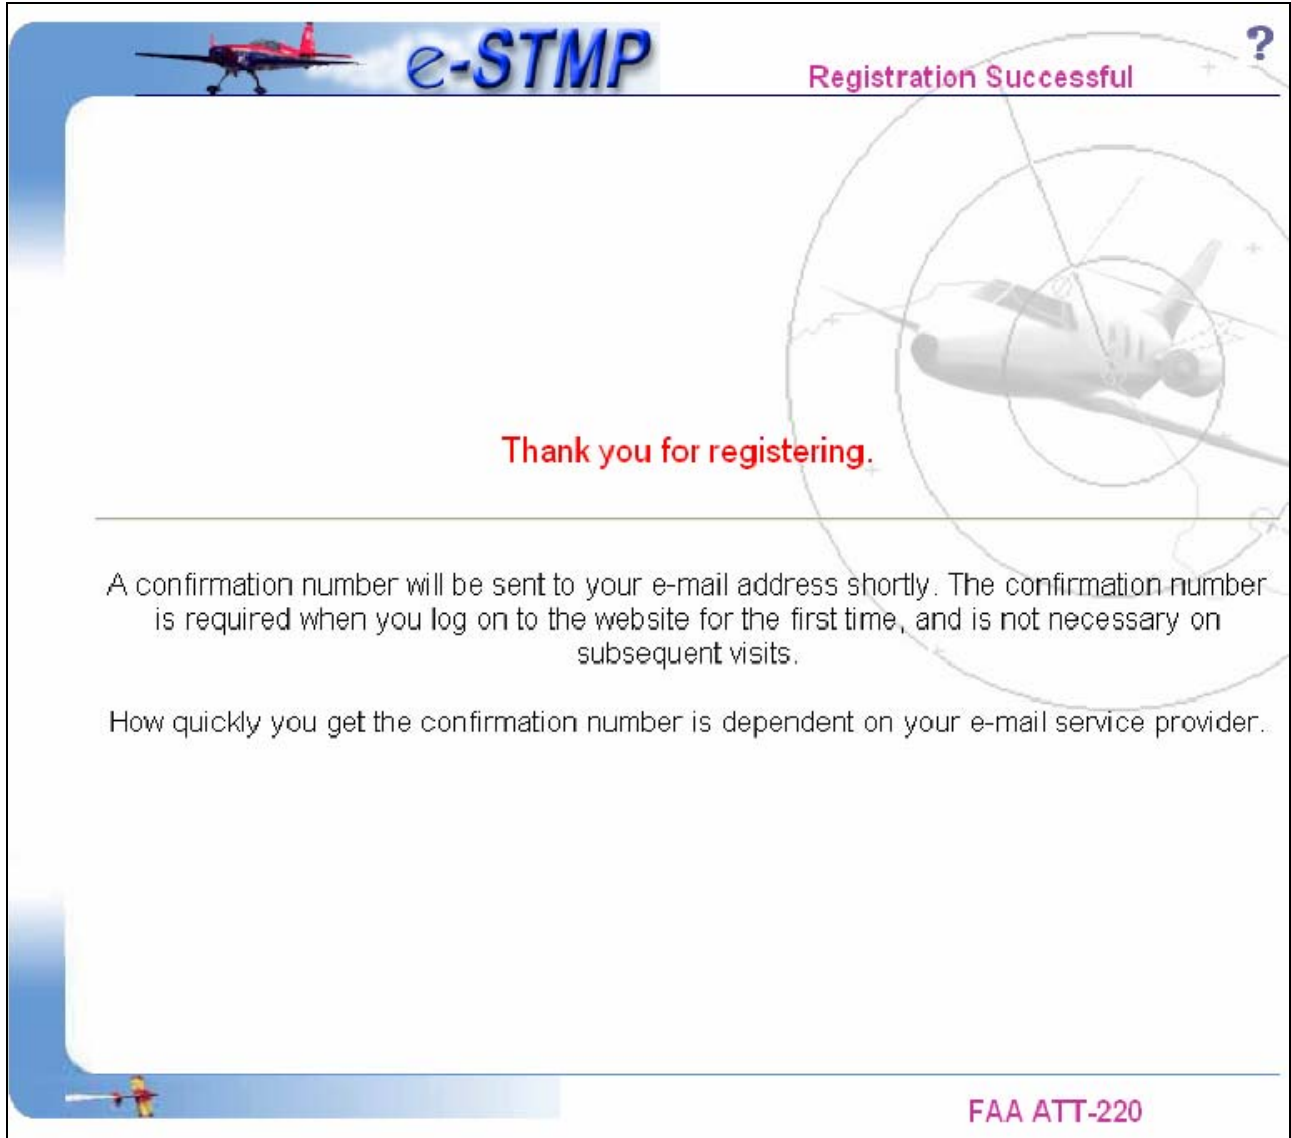 e-STMP
?
Registration Successful
Thank you for registering.
A confirmation number will be sent to your e-mail address shortly. The confirmation number
is required when you log on to the website for the first time, and is not necessary on
subsequent visits.
How quickly you get the confirmation number is dependent on your e-mail service provider.
FAA ATT-220